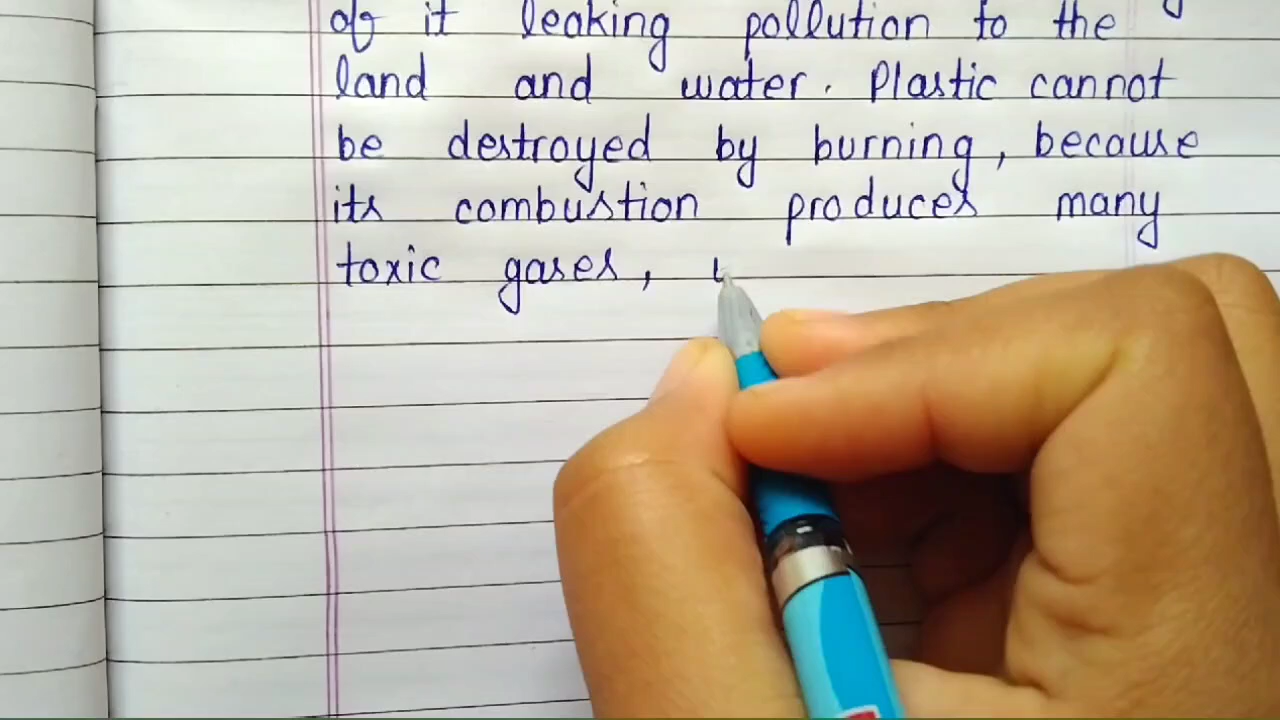 of it leaking pollution to the
land and water. Plastic cannot
be destroyed by burning, because
its combustion produces many
toxic gases,